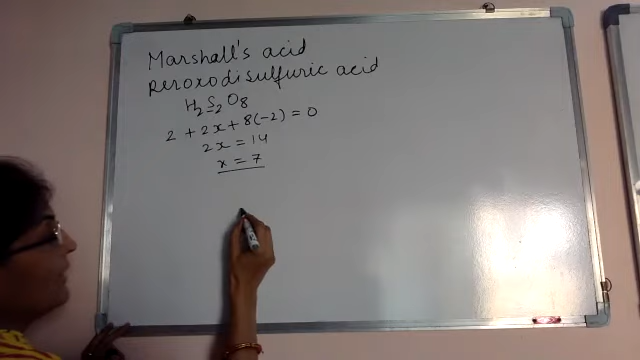 Marshall's acid
Peroxodisulfuric acid
H₂S₂O₈
2 + 2x + 8(-2) = 0
2x = 14
x = 7